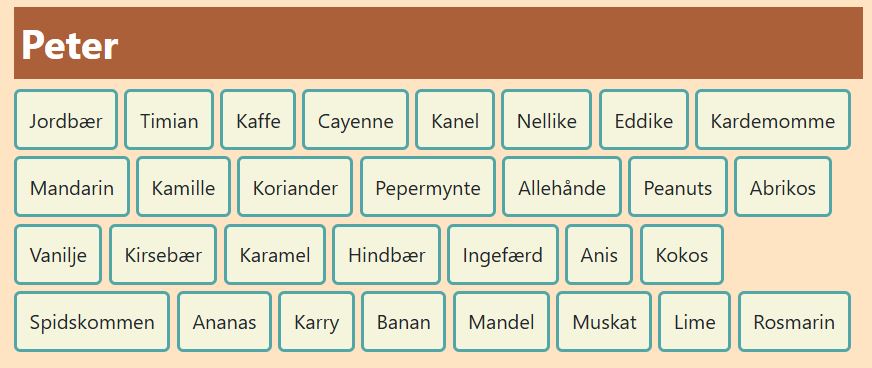 Peter
Jordbær Timian Kaffe Cayenne Kanel Nellike Eddike Kardemomme
Mandarin Kamille Koriander Pepermynte Allehånde Peanuts Abrikos
Vanilje Kirsebær Karamel Hindbær Ingefærd Anis Kokos
Spidskommen Ananas Karry Banan Mandel Muskat Lime Rosmarin